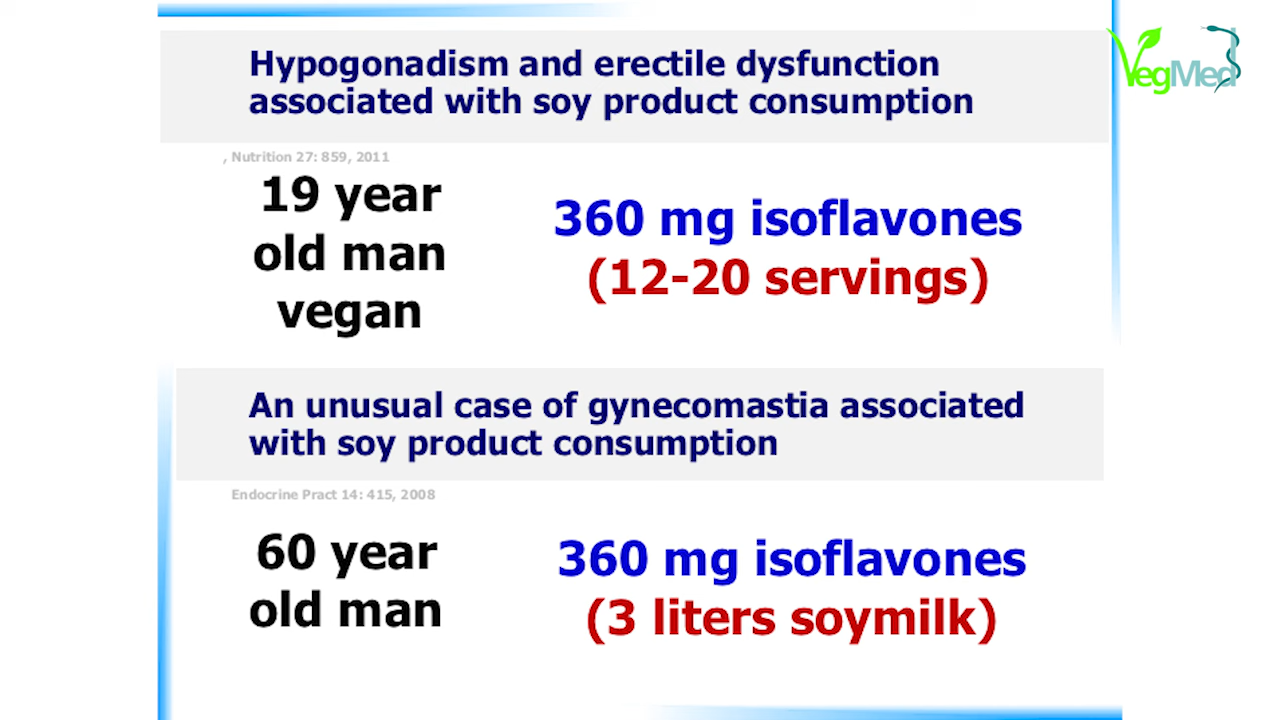 Hypogonadism and erectile dysfunction
associated with soy product consumption
VegMed
, Nutrition 27: 859, 2011
19 year
old man
vegan
360 mg isoflavones
(12-20 servings)
An unusual case of gynecomastia associated
with soy product consumption
Endocrine Pract 14: 415, 2008
60 year
old man
360 mg isoflavones
(3 liters soymilk)